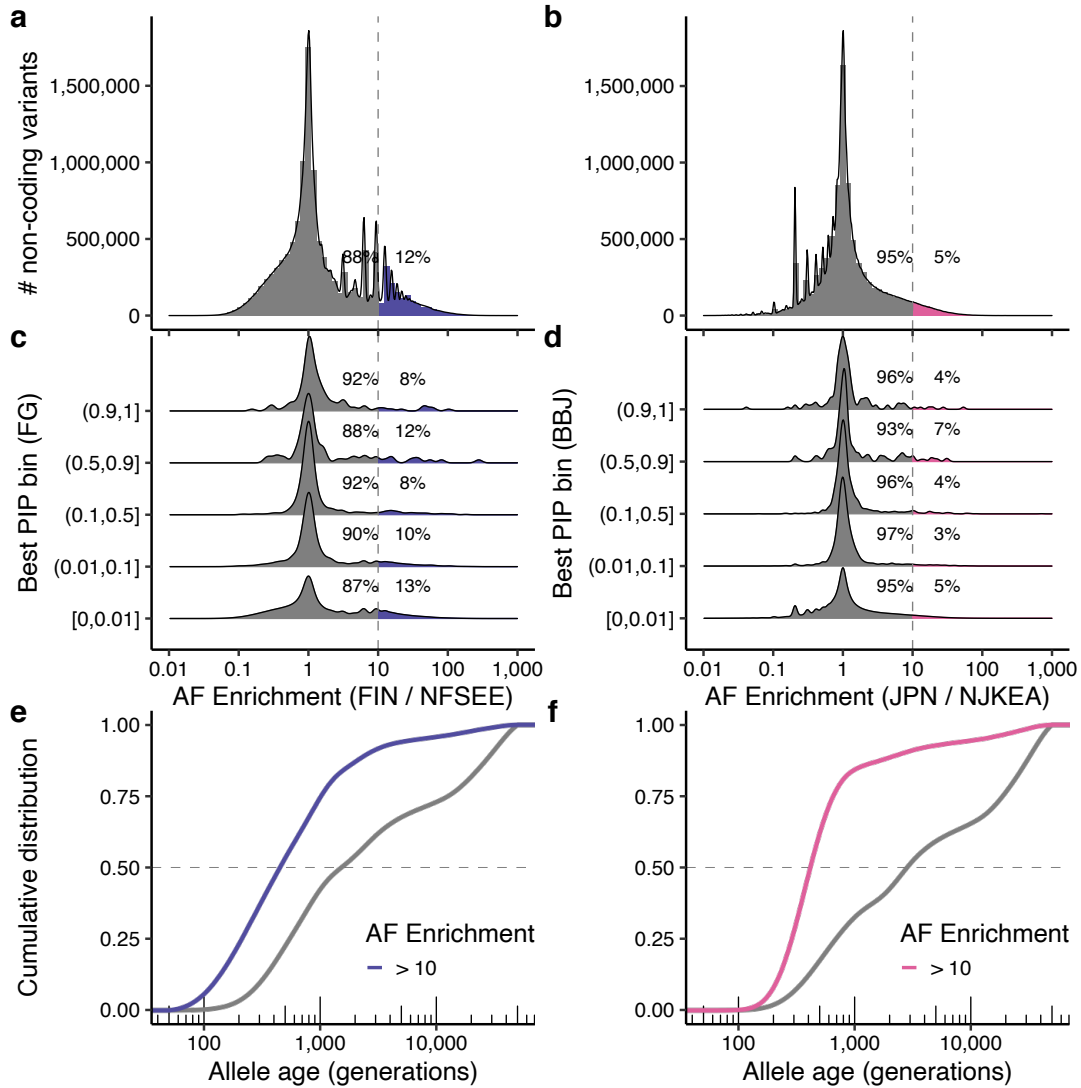 a
# non-coding variants
1,500,000
1,000,000
500,000
0
88% 12%
b
1,500,000
1,000,000
500,000
0
95% 5%
c
Best PIP bin (FG)
(0.9,1]
(0.5,0.9]
(0.1,0.5]
(0.01,0.1]
[0,0.01]
92% 8%
88% 12%
92% 8%
90% 10%
87% 13%
0.01 0.1 1 10 100 1,000
AF Enrichment (FIN / NFSEE)
d
Best PIP bin (BBJ)
(0.9,1]
(0.5,0.9]
(0.1,0.5]
(0.01,0.1]
[0,0.01]
96% 4%
93% 7%
96% 4%
97% 3%
95% 5%
0.01 0.1 1 10 100 1,000
AF Enrichment (JPN / NJKEA)
e
Cumulative distribution
1.00
0.75
0.50
0.25
0.00
AF Enrichment
> 10
100 1,000 10,000
Allele age (generations)
f
1.00
0.75
0.50
0.25
0.00
AF Enrichment
> 10
100 1,000 10,000
Allele age (generations)